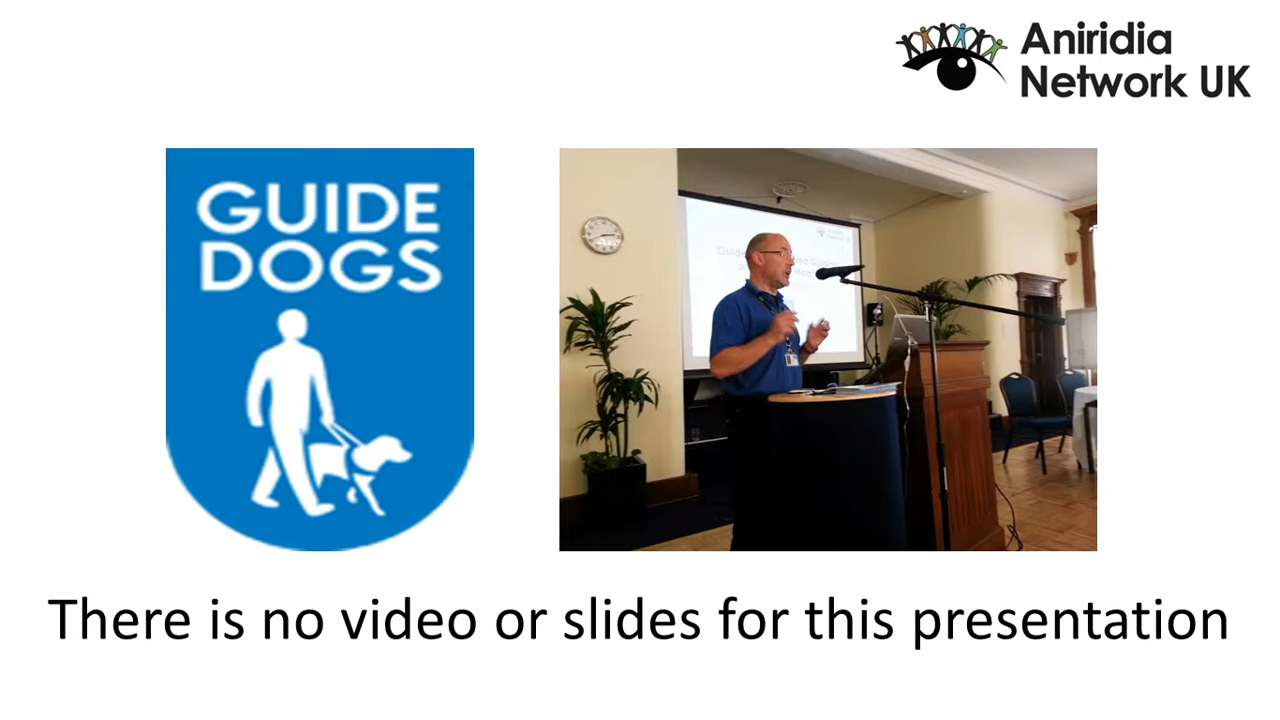 Aniridia
Network UK
GUIDE
DOGS
There is no video or slides for this presentation